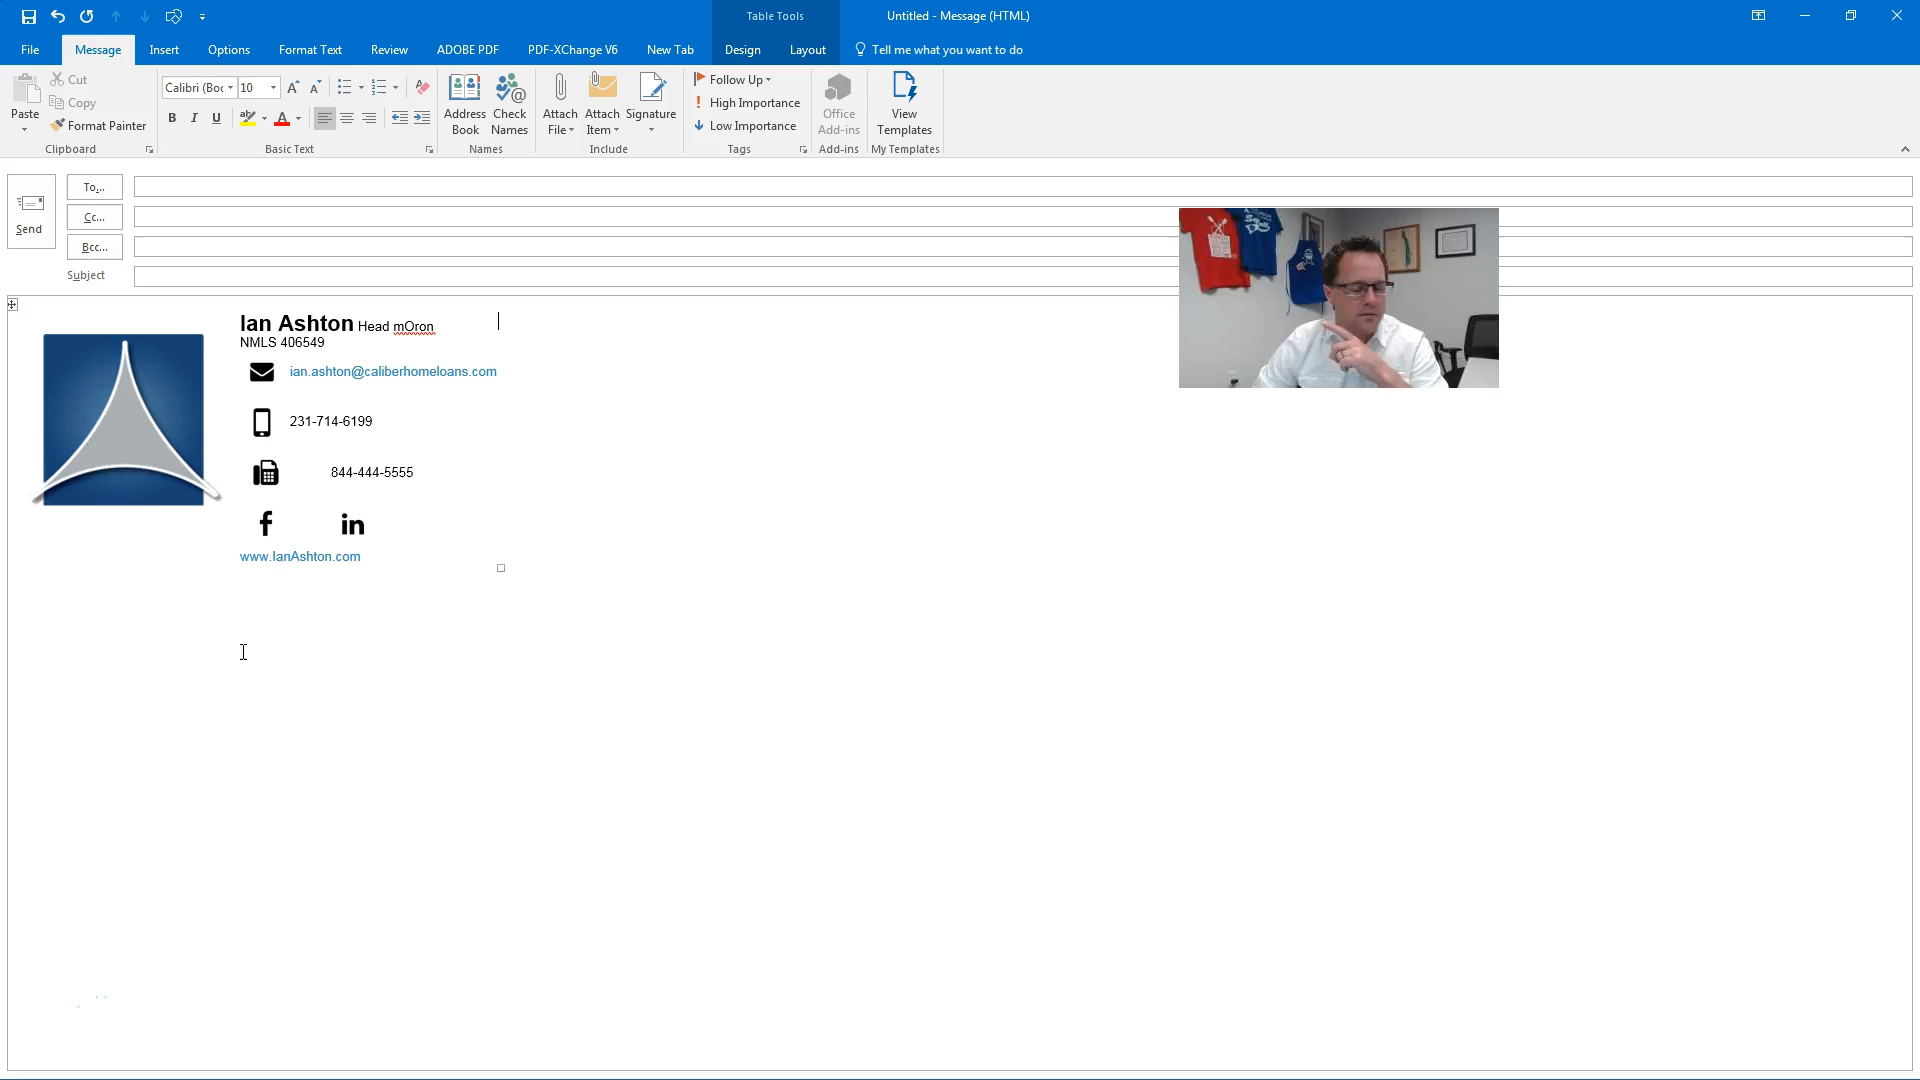 Table Tools
Untitled - Message (HTML)
File Message Insert Options Format Text Review ADOBE PDF PDF-XChange V6 New Tab Design Layout Tell me what you want to do
Paste
Cut
Copy
Format Painter
Clipboard
Calibri (Boc 10
B I U
Basic Text
Address Book
Check Names
Names
Attach File
Attach Item
Signature
Include
Follow Up
High Importance
Low Importance
Tags
Office Add-ins
Add-ins
View Templates
My Templates
Send
To...
Cc...
Bcc...
Subject
Ian Ashton Head mOron
NMLS 406549
ian.ashton@caliberhomeloans.com
231-714-6199
844-444-5555
f in
www.IanAshton.com